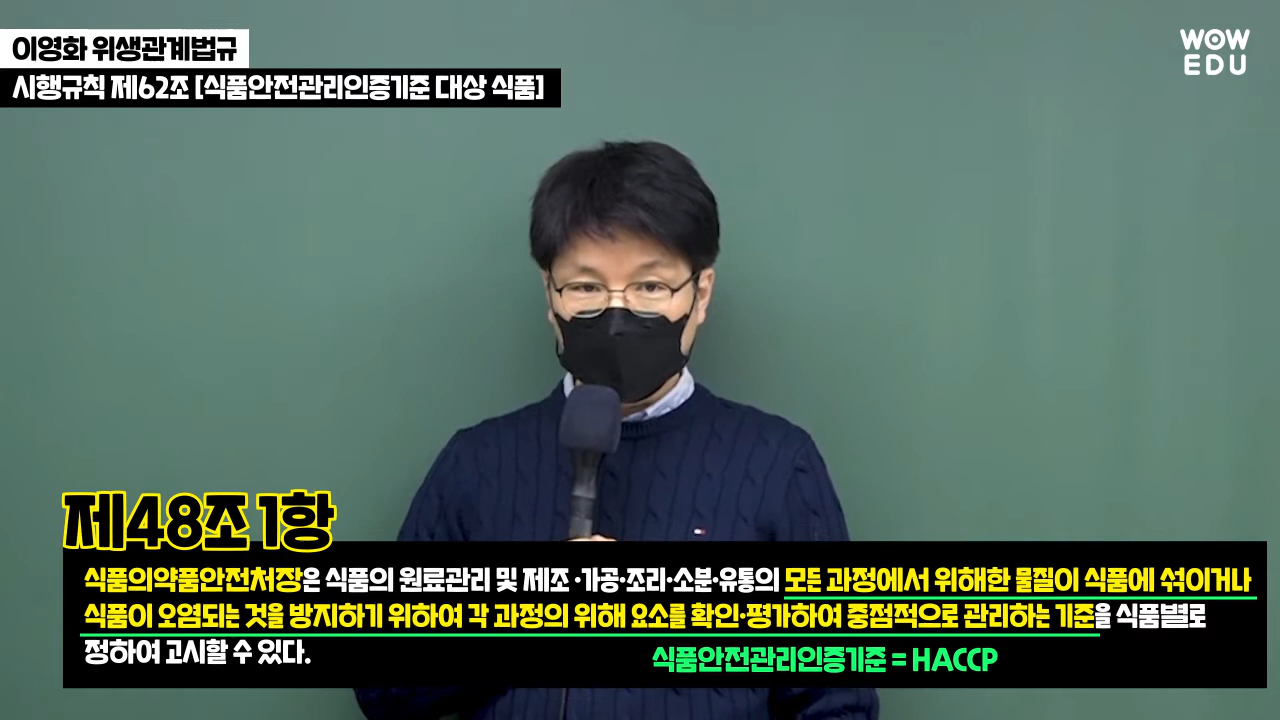 이영화 위생관계법규
시행규칙 제62조 [식품안전관리인증기준 대상 식품]
WOW
EDU
제48조 1항
식품의약품안전처장은 식품의 원료관리 및 제조 ·가공·조리·소분·유통의 모든 과정에서 위해한 물질이 식품에 섞이거나
식품이 오염되는 것을 방지하기 위하여 각 과정의 위해 요소를 확인·평가하여 중점적으로 관리하는 기준을 식품별로
정하여 고시할 수 있다.
식품안전관리인증기준 = HACCP